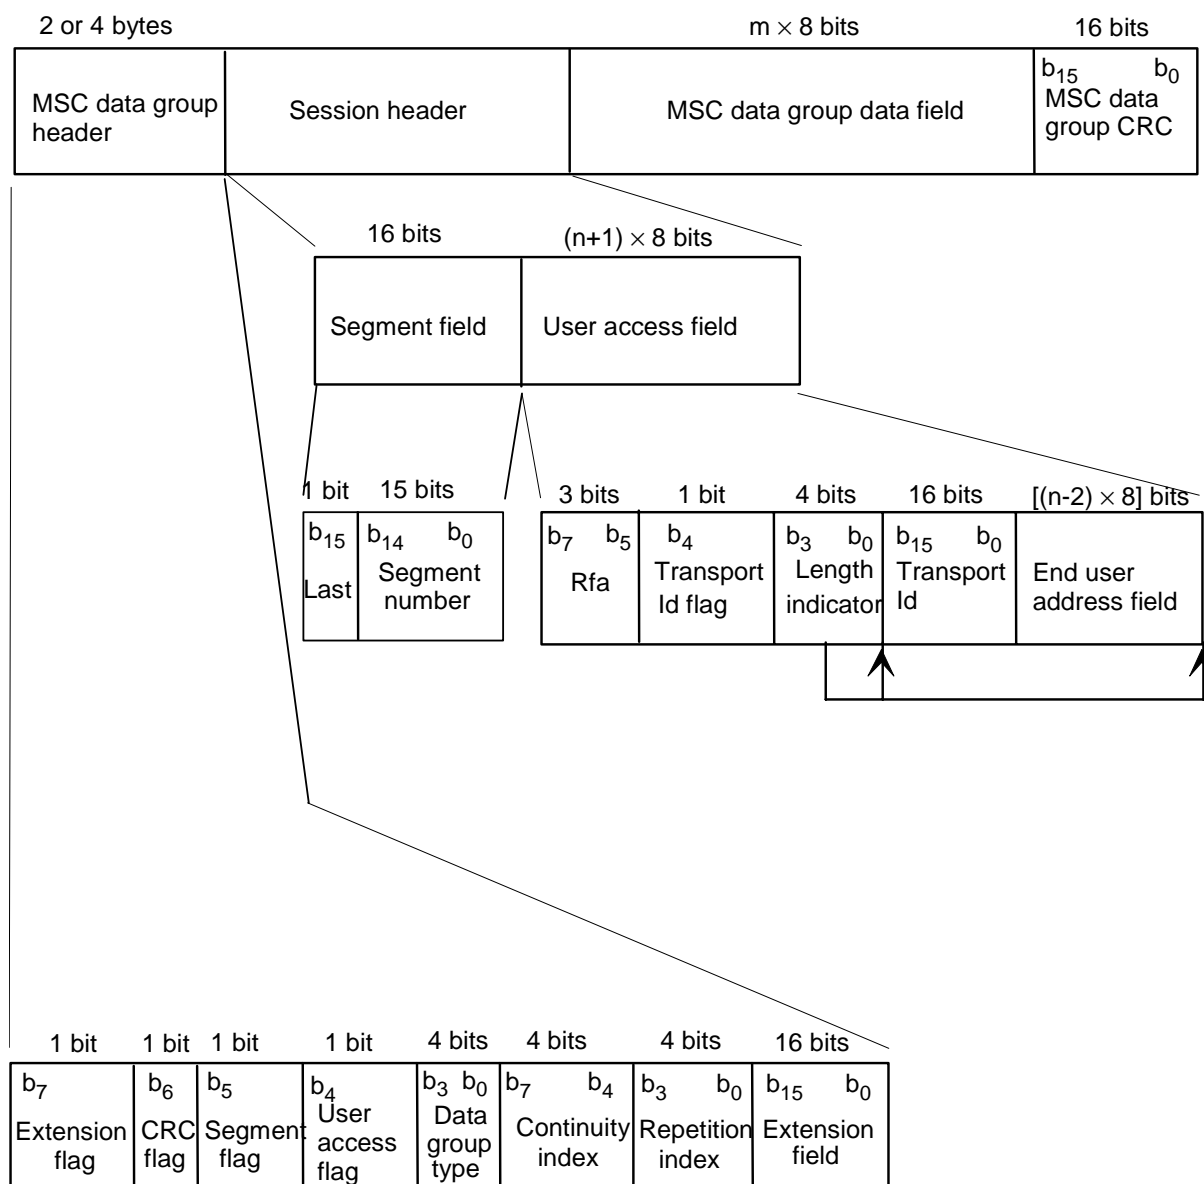 2 or 4 bytes
m × 8 bits
16 bits
MSC data group
header
Session header
MSC data group data field
b15 b0
MSC data
group CRC
16 bits
(n+1) × 8 bits
Segment field
User access field
1 bit
15 bits
b15
b14 b0
Last
Segment
number
3 bits
1 bit
4 bits
16 bits
[(n-2) × 8] bits
b7 b5
Rfa
b4
Transport
Id flag
b3 b0
Length
indicator
b15 b0
Transport
Id
End user
address field
1 bit
1 bit
1 bit
1 bit
4 bits
4 bits
4 bits
16 bits
b7
Extension
flag
b6
CRC
flag
b5
Segment
flag
b4
User
access
flag
b3 b0
Data
group
type
b7 b4
Continuity
index
b3 b0
Repetition
index
b15 b0
Extension
field